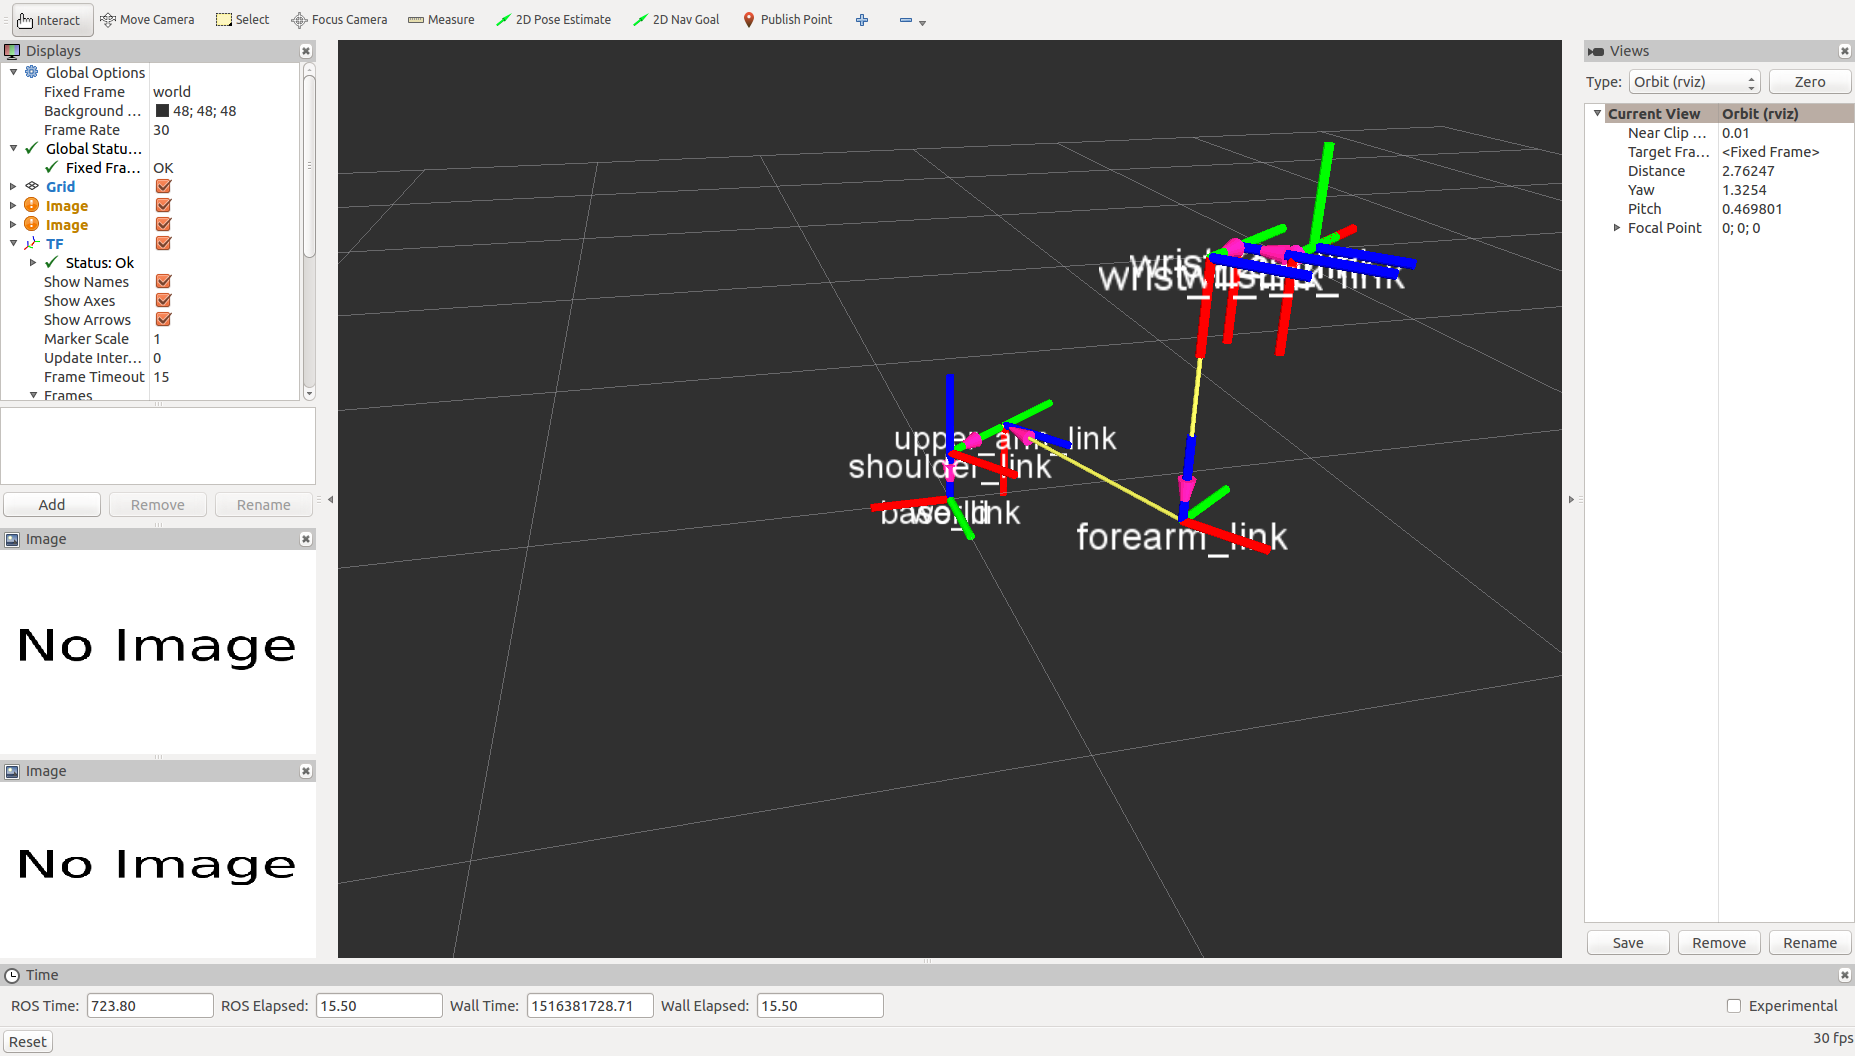 Interact Move Camera Select Focus Camera Measure 2D Pose Estimate 2D Nav Goal Publish Point
Displays
Global Options
Fixed Frame world
Background ... 48; 48; 48
Frame Rate 30
Global Statu...
Fixed Fra... OK
Grid
Image
Image
TF
Status: Ok
Show Names
Show Axes
Show Arrows
Marker Scale 1
Update Inter... 0
Frame Timeout 15
Frames
Add Remove Rename
Image
No Image
Image
No Image
upper_arm_link
shoulder_link
base_link
world
forearm_link
Views
Type: Orbit (rviz) Zero
Current View Orbit (rviz)
Near Clip ... 0.01
Target Fra... <Fixed Frame>
Distance 2.76247
Yaw 1.3254
Pitch 0.469801
Focal Point 0; 0; 0
Save Remove Rename
Time
ROS Time: 723.80 ROS Elapsed: 15.50 Wall Time: 1516381728.71 Wall Elapsed: 15.50 Experimental
Reset 30 fps